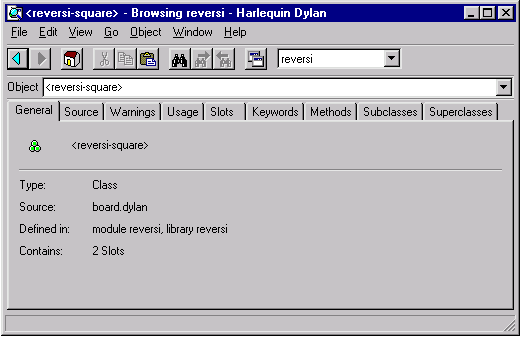 <reversi-square> - Browsing reversi - Harlequin Dylan
File Edit View Go Object Window Help
reversi
Object <reversi-square>
General Source Warnings Usage Slots Keywords Methods Subclasses Superclasses
<reversi-square>
Type: Class
Source: board.dylan
Defined in: module reversi, library reversi
Contains: 2 Slots